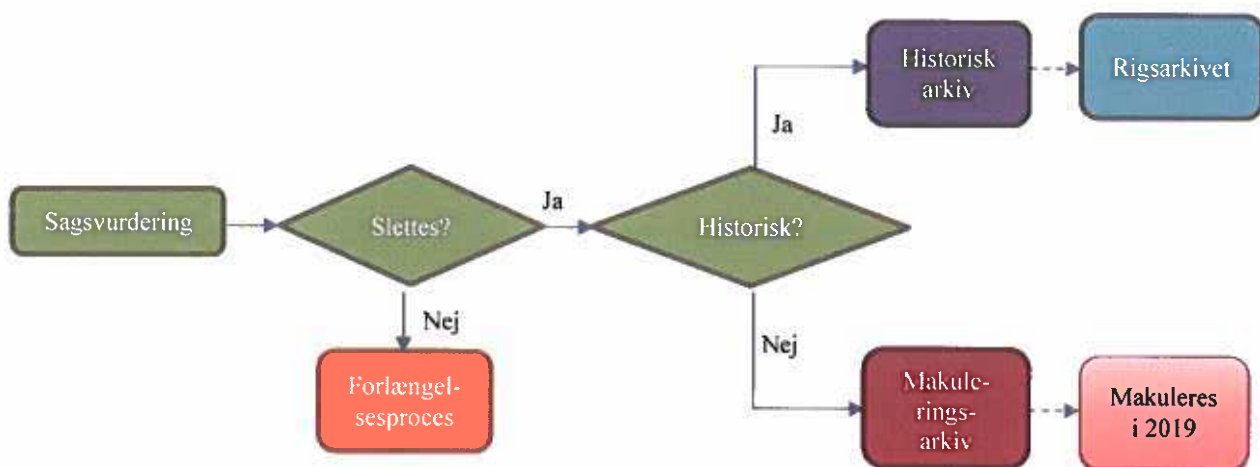 Historisk
arkiv
Rigsarkivet
Ja
Sagsvurdering
Slettes?
Ja
Historisk?
Nej
Forlængel-
sesproces
Nej
Makule-
rings-
arkiv
Makuleres
i 2019